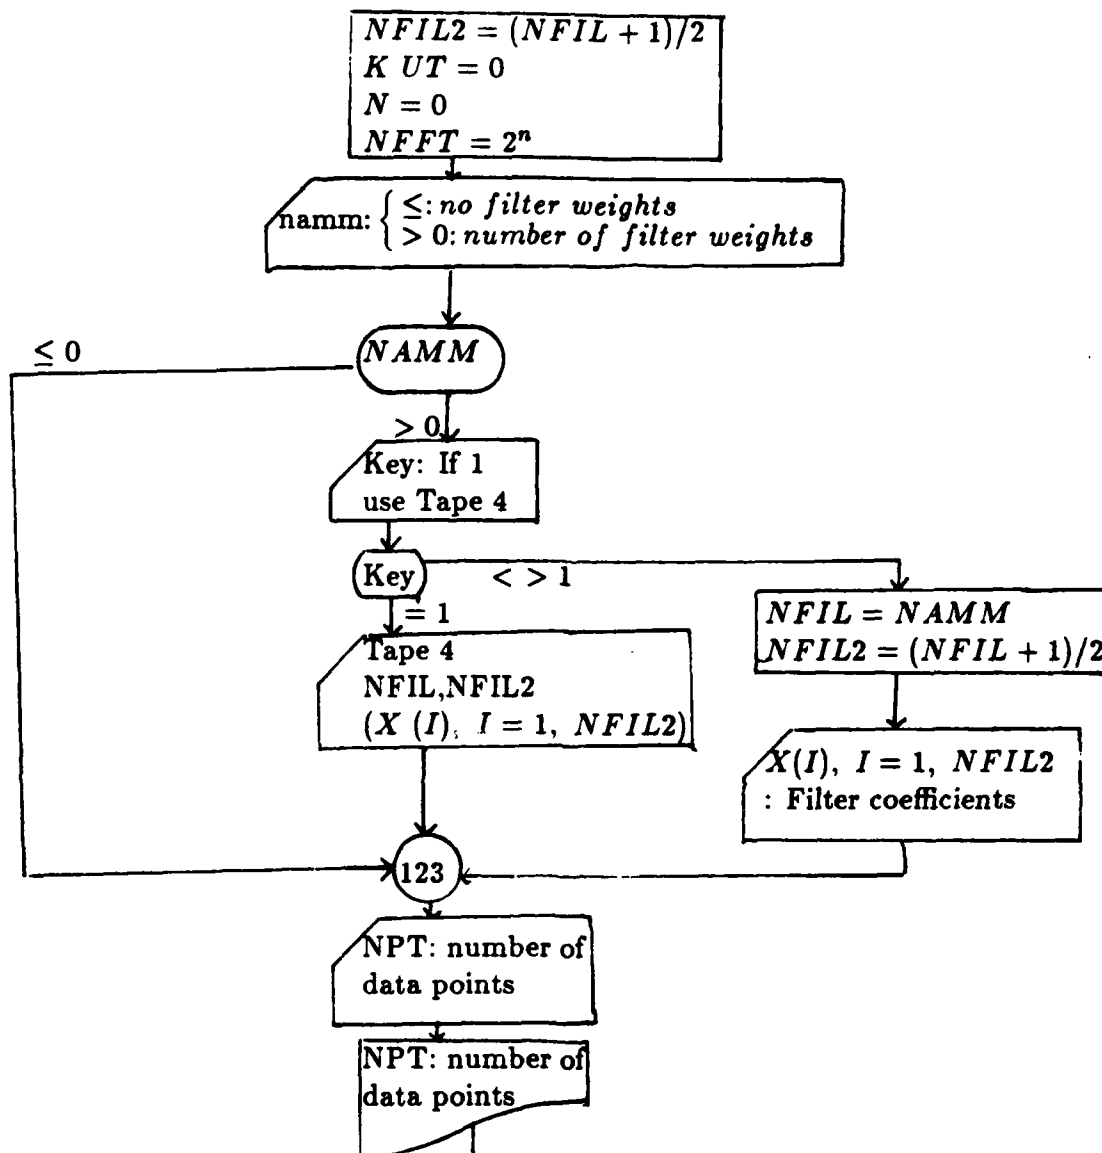 NFIL2 = (NFIL + 1)/2
K UT = 0
N = 0
NFFT = 2ⁿ
namm: { ≤: no filter weights
> 0: number of filter weights
≤ 0
NAMM
> 0
Key: If 1
use Tape 4
Key
< > 1
= 1
NFIL = NAMM
NFIL2 = (NFIL + 1)/2
Tape 4
NFIL,NFIL2
(X (I), I = 1, NFIL2)
X(I), I = 1, NFIL2
: Filter coefficients
123
NPT: number of
data points
NPT: number of
data points